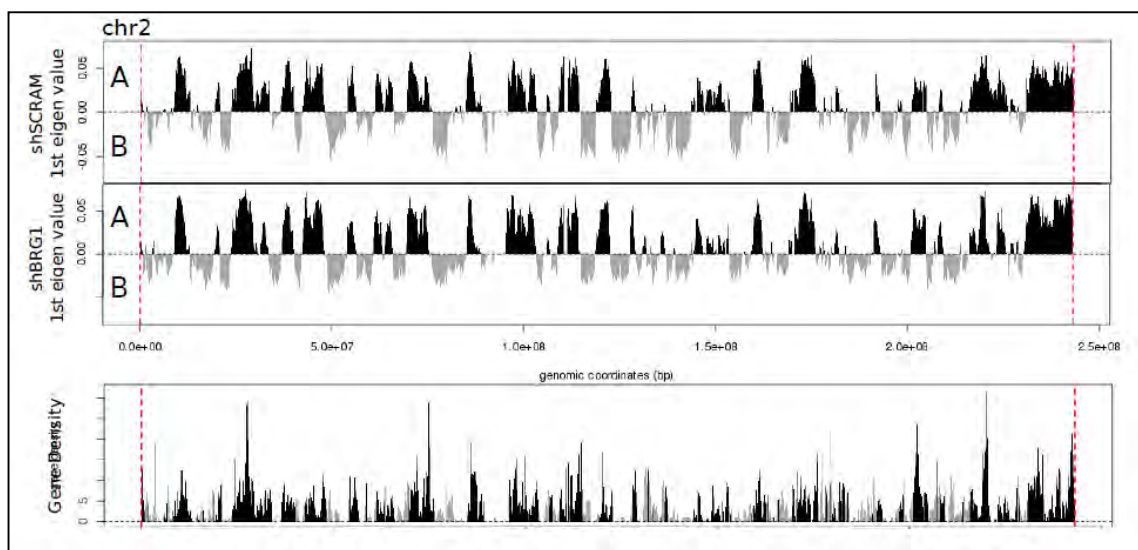 chr2
shSCRAM
1st eigen value
A
B
0.05
0.00
-0.05
shBRG1
1st eigen value
A
B
0.05
0.00
0.0e+00 5.0e+07 1.0e+08 1.5e+08 2.0e+08 2.5e+08
genomic coordinates (bp)
Gene Density
5
0